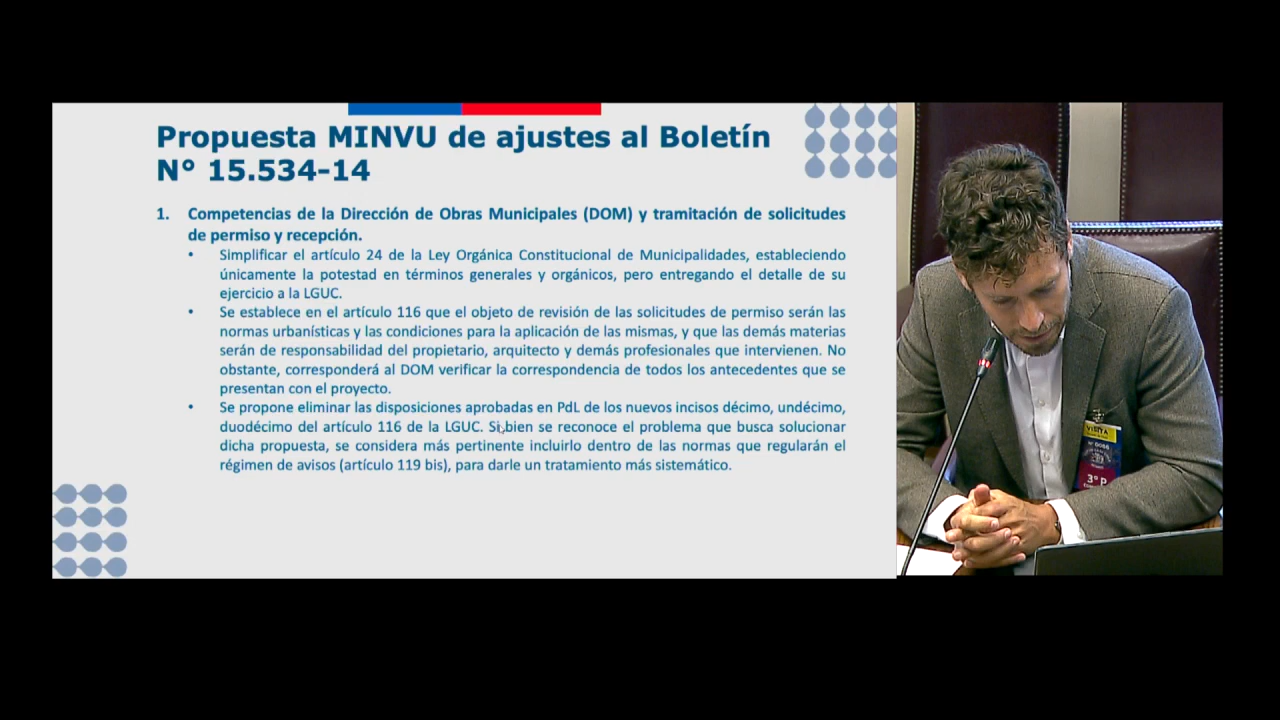 Propuesta MINVU de ajustes al Boletín
N° 15.534-14
1. Competencias de la Dirección de Obras Municipales (DOM) y tramitación de solicitudes
de permiso y recepción.
• Simplificar el artículo 24 de la Ley Orgánica Constitucional de Municipalidades, estableciendo
únicamente la potestad en términos generales y orgánicos, pero entregando el detalle de su
ejercicio a la LGUC.
• Se establece en el artículo 116 que el objeto de revisión de las solicitudes de permiso serán las
normas urbanísticas y las condiciones para la aplicación de las mismas, y que las demás materias
serán de responsabilidad del propietario, arquitecto y demás profesionales que intervienen. No
obstante, corresponderá al DOM verificar la correspondencia de todos los antecedentes que se
presentan con el proyecto.
• Se propone eliminar las disposiciones aprobadas en PdL de los nuevos incisos décimo, undécimo,
duodécimo del artículo 116 de la LGUC. Si bien se reconoce el problema que busca solucionar
dicha propuesta, se considera más pertinente incluirlo dentro de las normas que regularán el
régimen de avisos (artículo 119 bis), para darle un tratamiento más sistemático.
VISITA
N° 0086
3° P